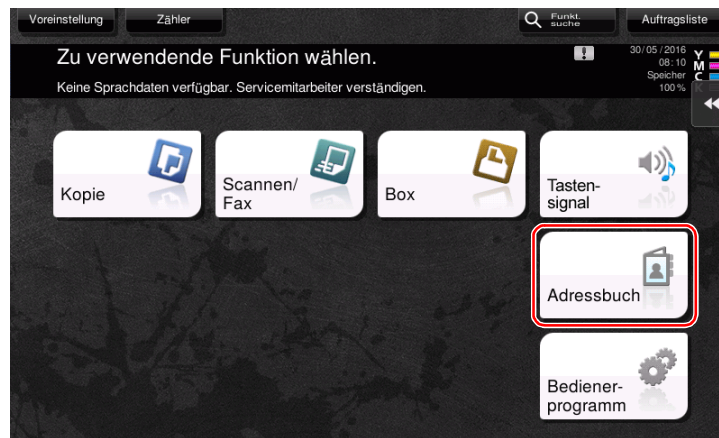 Voreinstellung
Zähler
Funkt.
suche
Auftragsliste
Zu verwendende Funktion wählen.
Keine Sprachdaten verfügbar. Servicemitarbeiter verständigen.
30/05/2016
08:10
Speicher
100 %
Y
M
C
K
Kopie
Scannen/
Fax
Box
Tasten-
signal
Adressbuch
Bediener-
programm